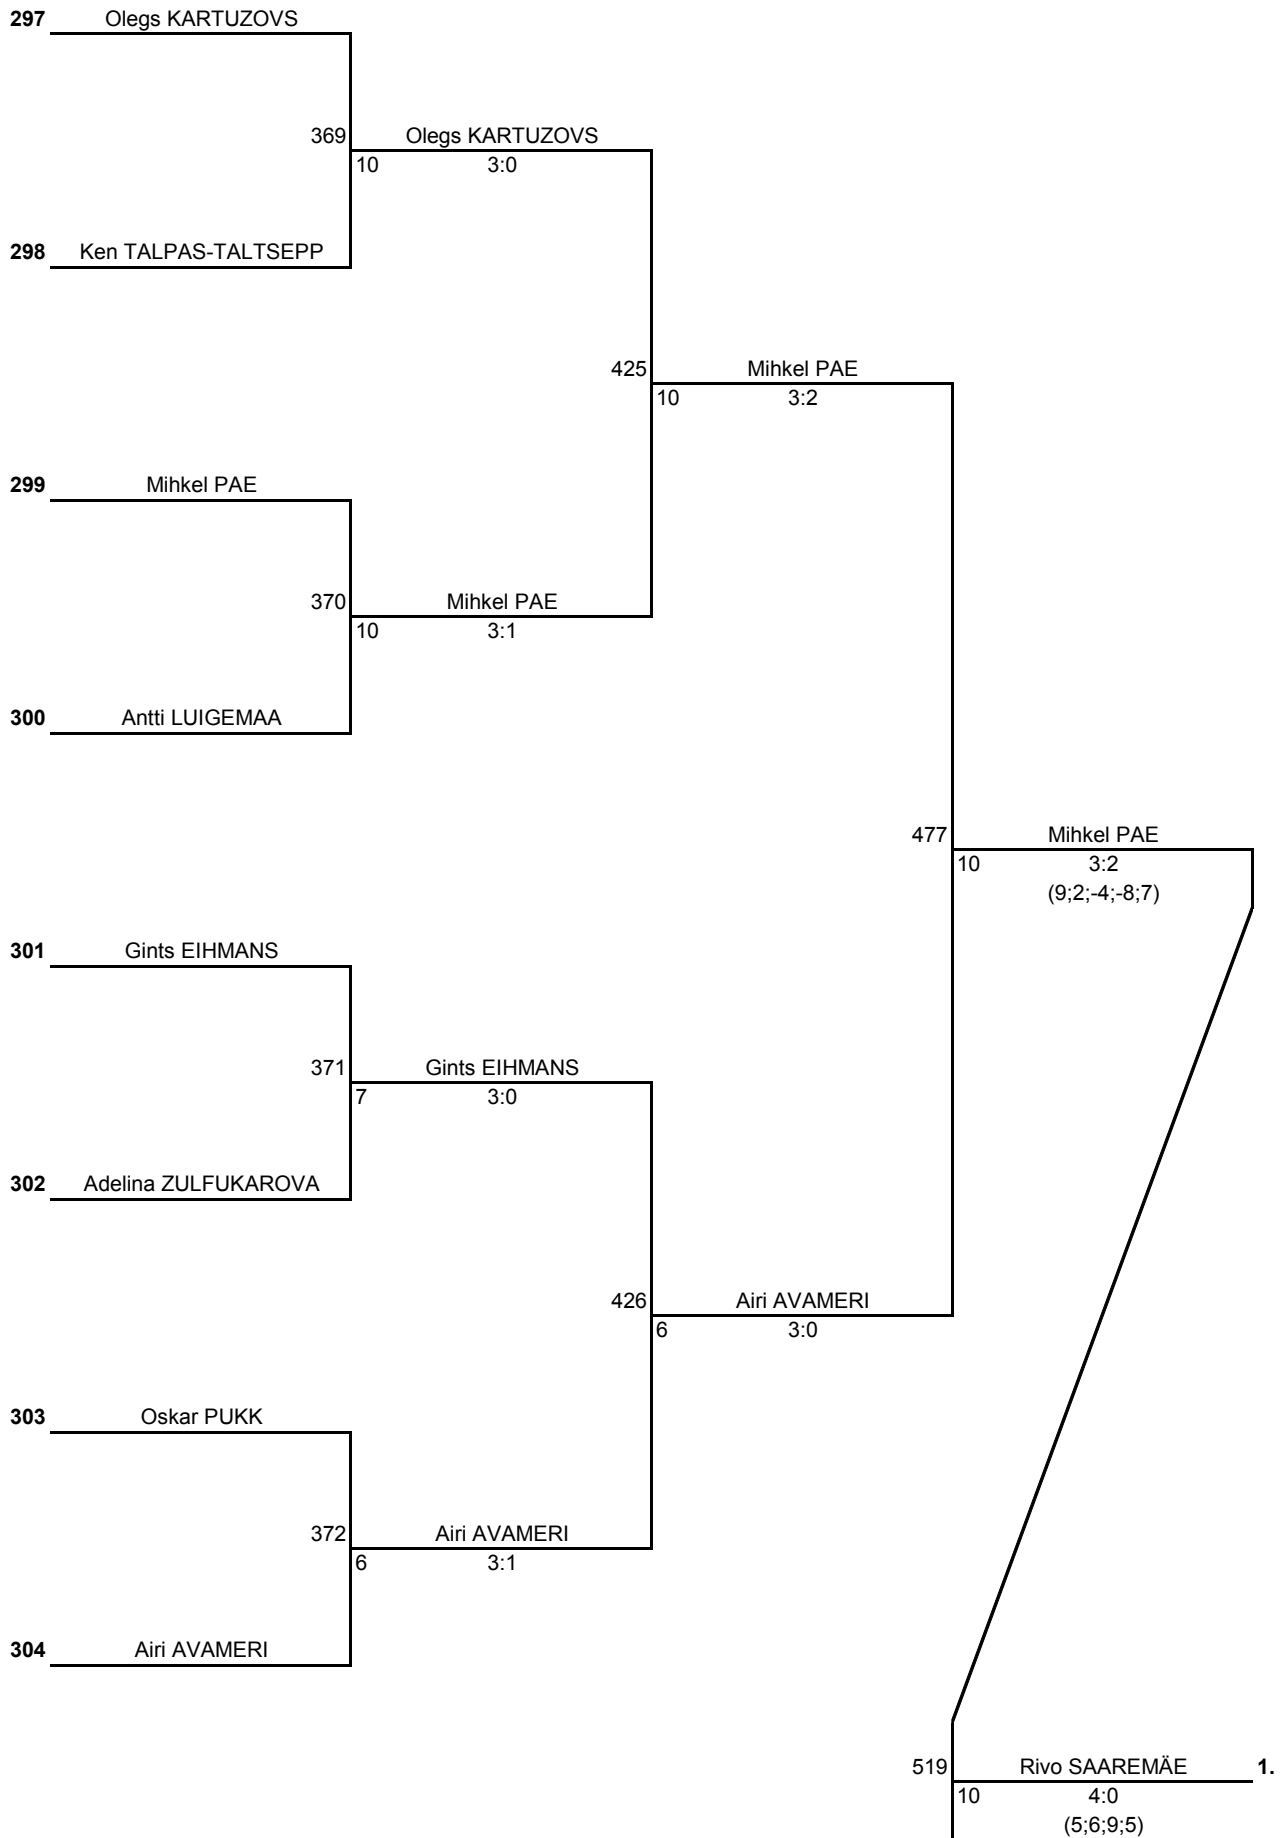 297 Olegs KARTUZOVS
369 Olegs KARTUZOVS
10 3:0
298 Ken TALPAS-TALTSEPP
425 Mihkel PAE
10 3:2
299 Mihkel PAE
370 Mihkel PAE
10 3:1
300 Antti LUIGEMAA
477 Mihkel PAE
10 3:2
(9;2;-4;-8;7)
301 Gints EIHMANS
371 Gints EIHMANS
7 3:0
302 Adelina ZULFUKAROVA
426 Airi AVAMERI
6 3:0
303 Oskar PUKK
372 Airi AVAMERI
6 3:1
304 Airi AVAMERI
519 Rivo SAAREMÄE 1.
10 4:0
(5;6;9;5)